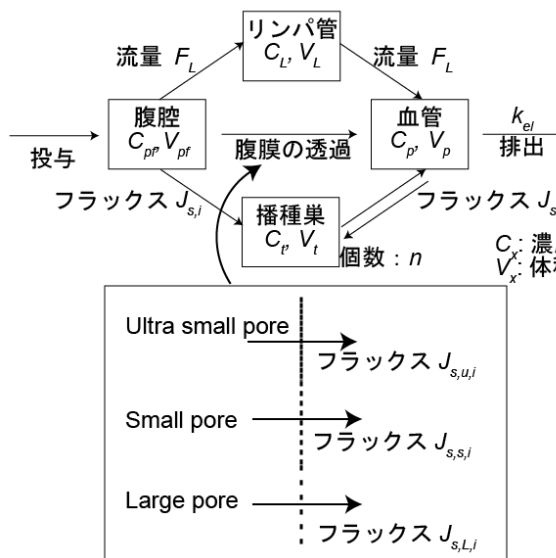 リンパ管
C_L, V_L
流量 F_L
流量 F_L
腹腔
C_pf, V_pf
血管
C_p, V_p
k_el
排出
投与
腹膜の透過
フラックス J_s,i
播種巣
C_t, V_t
フラックス J_s
個数：n
C_x: 濃
V_x: 体
Ultra small pore
フラックス J_s,u,i
Small pore
フラックス J_s,s,i
Large pore
フラックス J_s,L,i